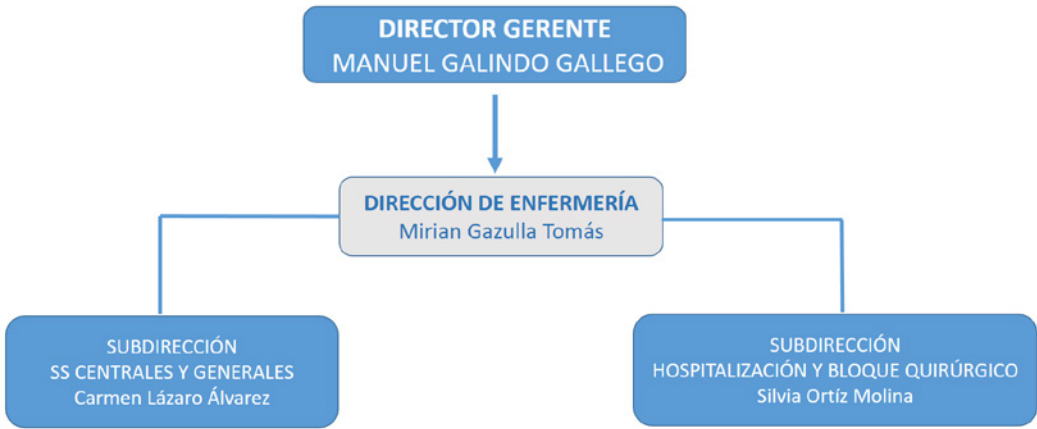 DIRECTOR GERENTE
MANUEL GALINDO GALLEGO
DIRECCIÓN DE ENFERMERÍA
Mirian Gazulla Tomás
SUBDIRECCIÓN
SS CENTRALES Y GENERALES
Carmen Lázaro Álvarez
SUBDIRECCIÓN
HOSPITALIZACIÓN Y BLOQUE QUIRÚRGICO
Silvia Ortíz Molina